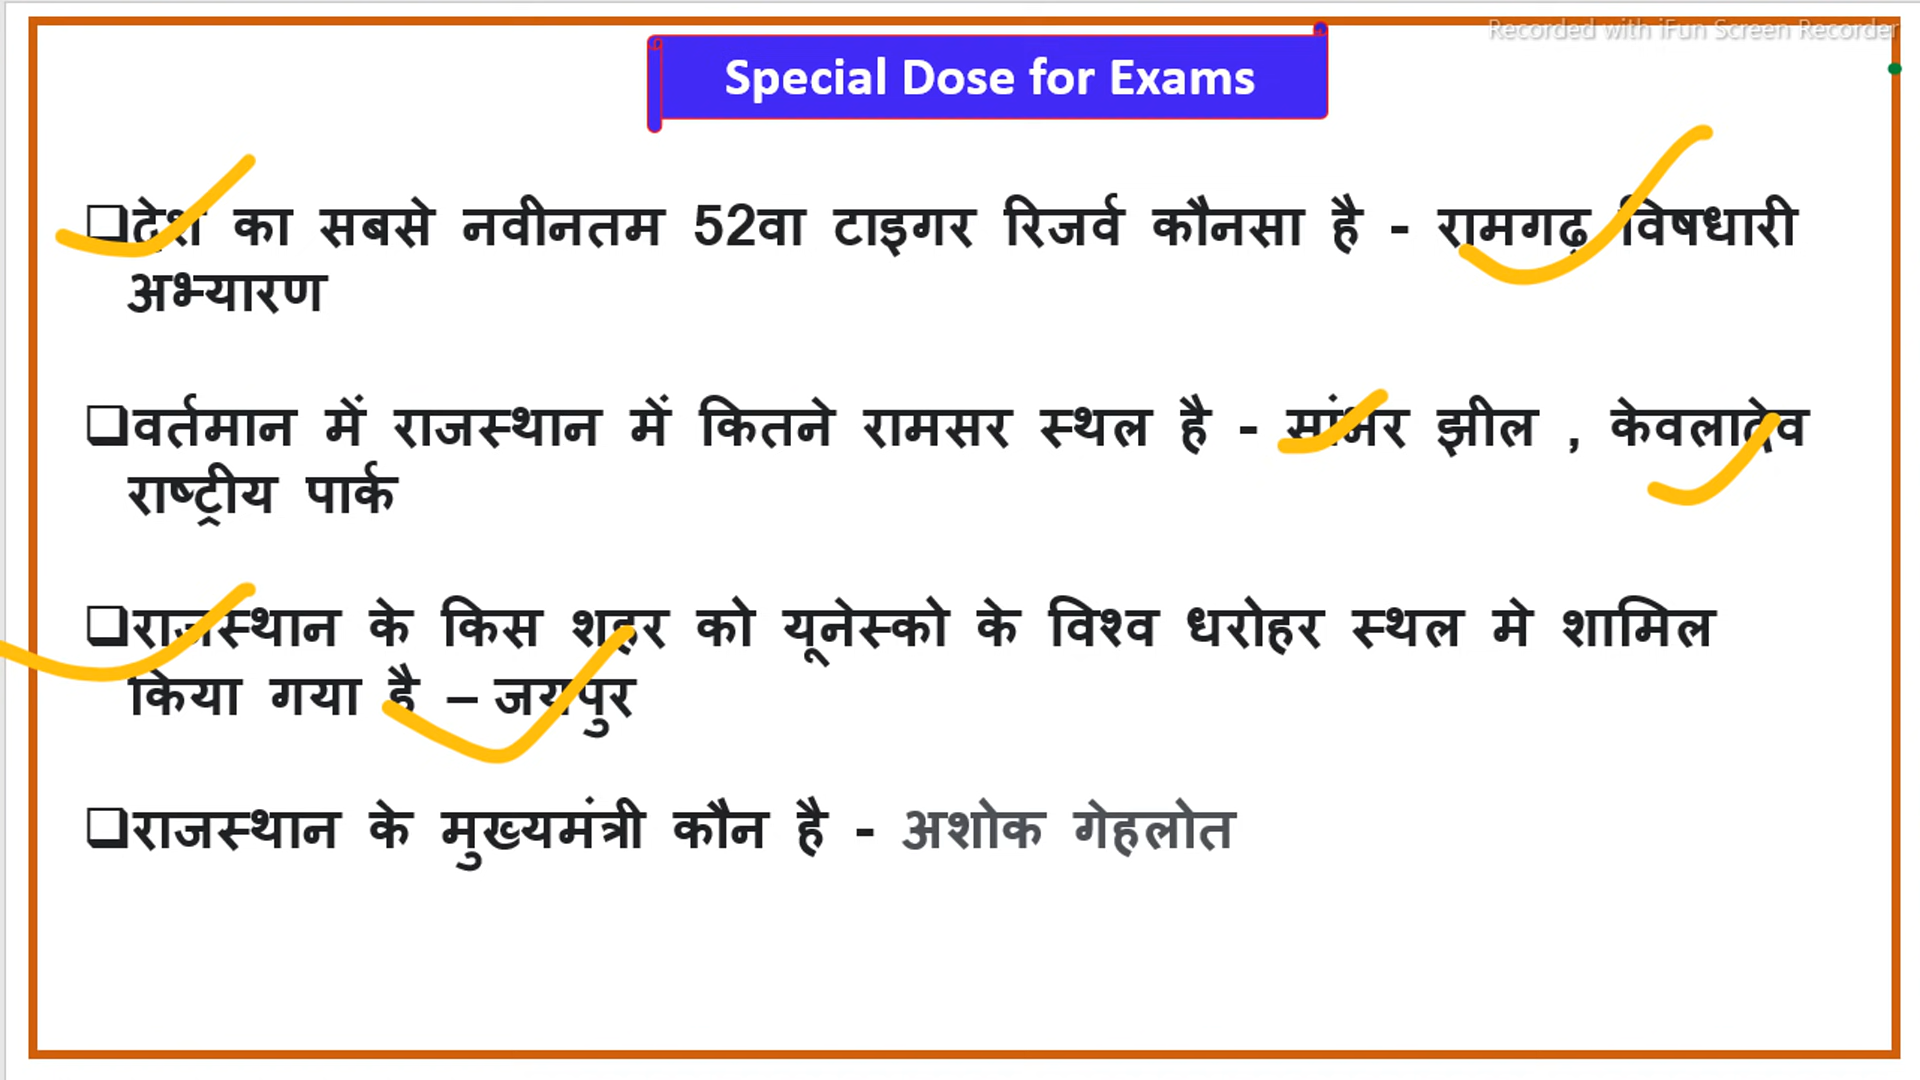 Recorded with iFun Screen Recorder
Special Dose for Exams
देश का सबसे नवीनतम 52वा टाइगर रिजर्व कौनसा है - रामगढ़ विषधारी
अभ्यारण
वर्तमान में राजस्थान में कितने रामसर स्थल है - सांभर झील , केवलादेव
राष्ट्रीय पार्क
राजस्थान के किस शहर को यूनेस्को के विश्व धरोहर स्थल मे शामिल
किया गया है – जयपुर
राजस्थान के मुख्यमंत्री कौन है - अशोक गेहलोत